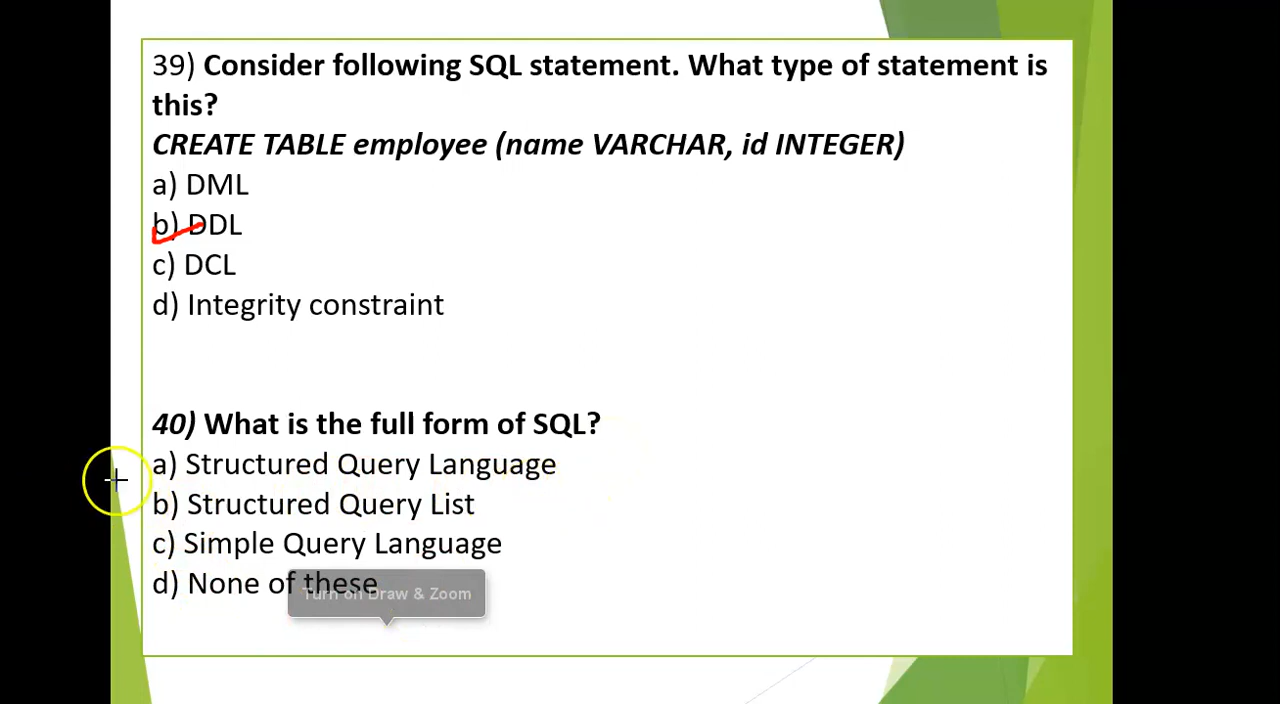 39) Consider following SQL statement. What type of statement is
this?
CREATE TABLE employee (name VARCHAR, id INTEGER)
a) DML
b) DDL
c) DCL
d) Integrity constraint
40) What is the full form of SQL?
a) Structured Query Language
b) Structured Query List
c) Simple Query Language
d) None of these
Turn on Draw & Zoom